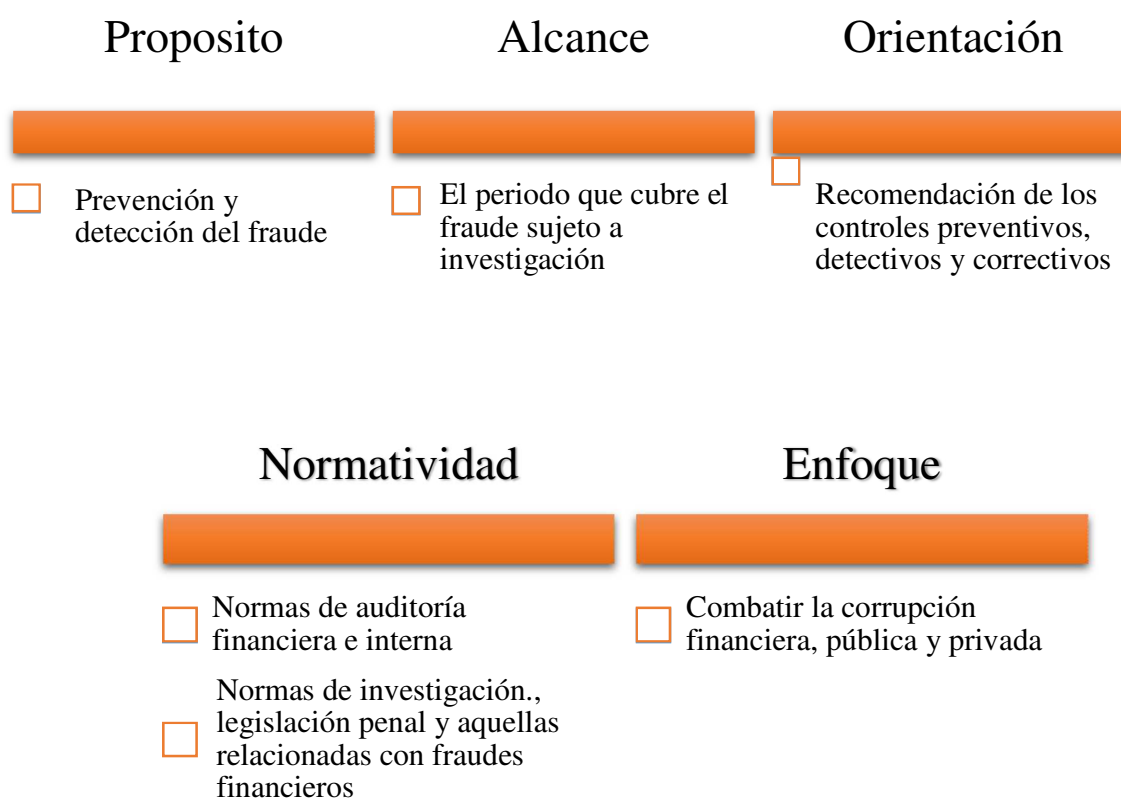 Proposito
Alcance
Orientación
Prevención y
detección del fraude
El periodo que cubre el
fraude sujeto a
investigación
Recomendación de los
controles preventivos,
detectivos y correctivos
Normatividad
Enfoque
Normas de auditoría
financiera e interna
Normas de investigación.,
legislación penal y aquellas
relacionadas con fraudes
financieros
Combatir la corrupción
financiera, pública y privada